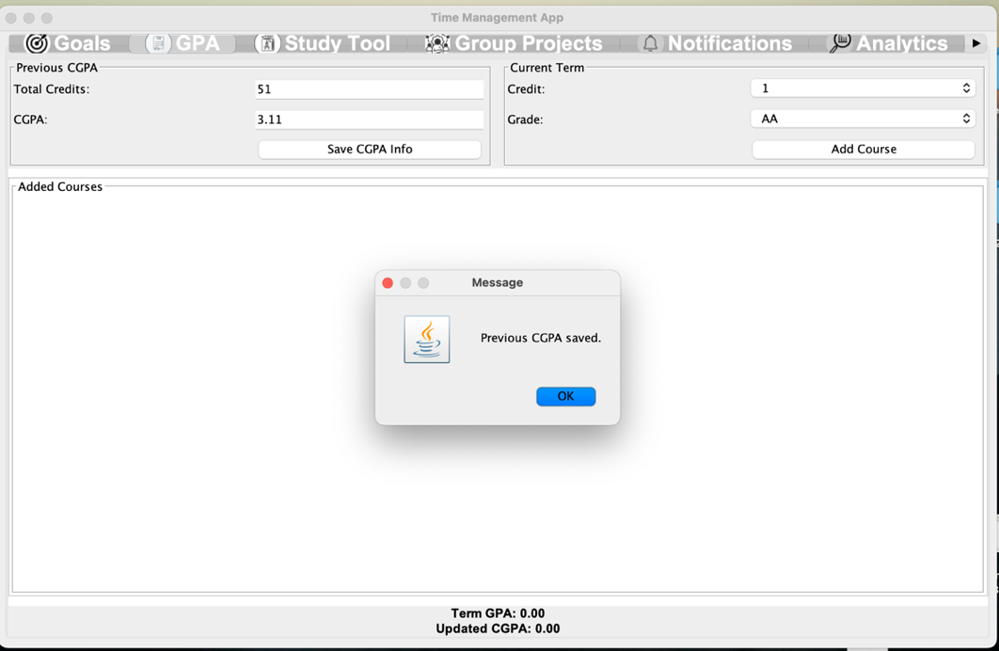 Time Management App
Goals GPA Study Tool Group Projects Notifications Analytics
Previous CGPA
Total Credits: 51
CGPA: 3.11
Save CGPA Info
Current Term
Credit: 1
Grade: AA
Add Course
Added Courses
Message
Previous CGPA saved.
OK
Term GPA: 0.00
Updated CGPA: 0.00